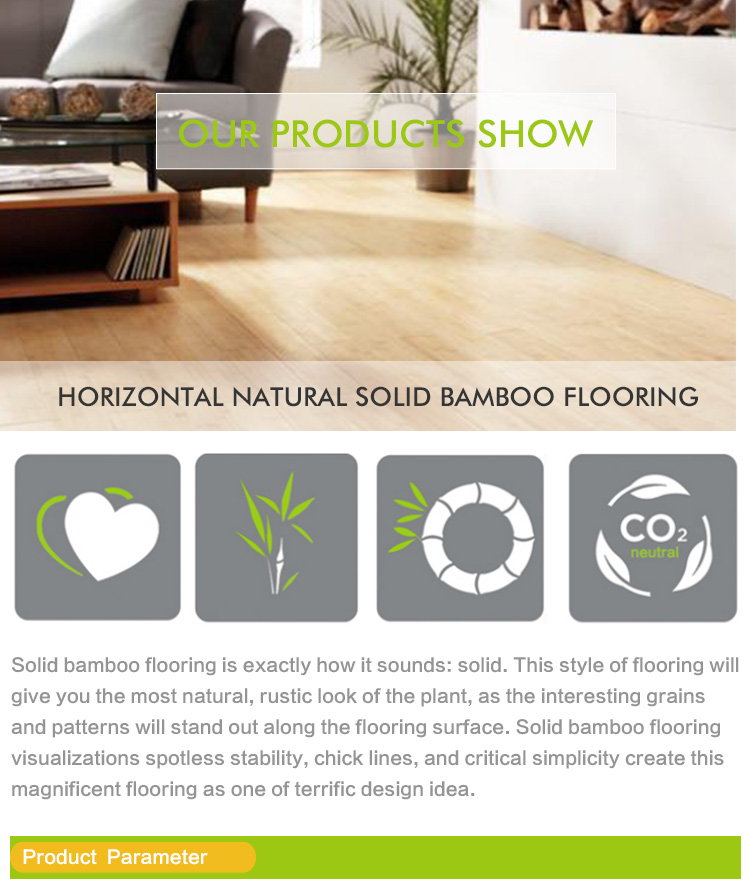 OUR PRODUCTS SHOW
HORIZONTAL NATURAL SOLID BAMBOO FLOORING
CO2
neutral
Solid bamboo flooring is exactly how it sounds: solid. This style of flooring will
give you the most natural, rustic look of the plant, as the interesting grains
and patterns will stand out along the flooring surface. Solid bamboo flooring
visualizations spotless stability, chick lines, and critical simplicity create this
magnificent flooring as one of terrific design idea.
Product Parameter